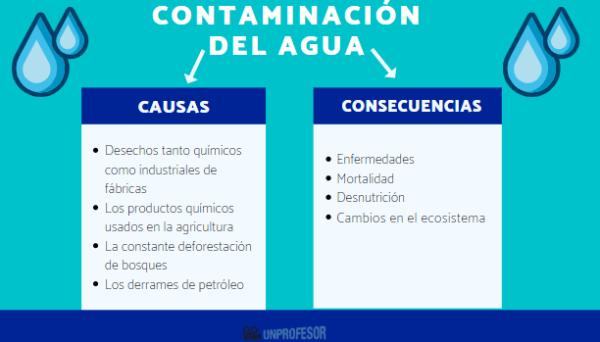 CONTAMINACIÓN
DEL AGUA
CAUSAS
Desechos tanto químicos
como industriales de
fábricas
Los productos químicos
usados en la agricultura
La constante deforestación
de bosques
Los derrames de petróleo
CONSECUENCIAS
Enfermedades
Mortalidad
Desnutrición
Cambios en el ecosistema
UNPROFESOR